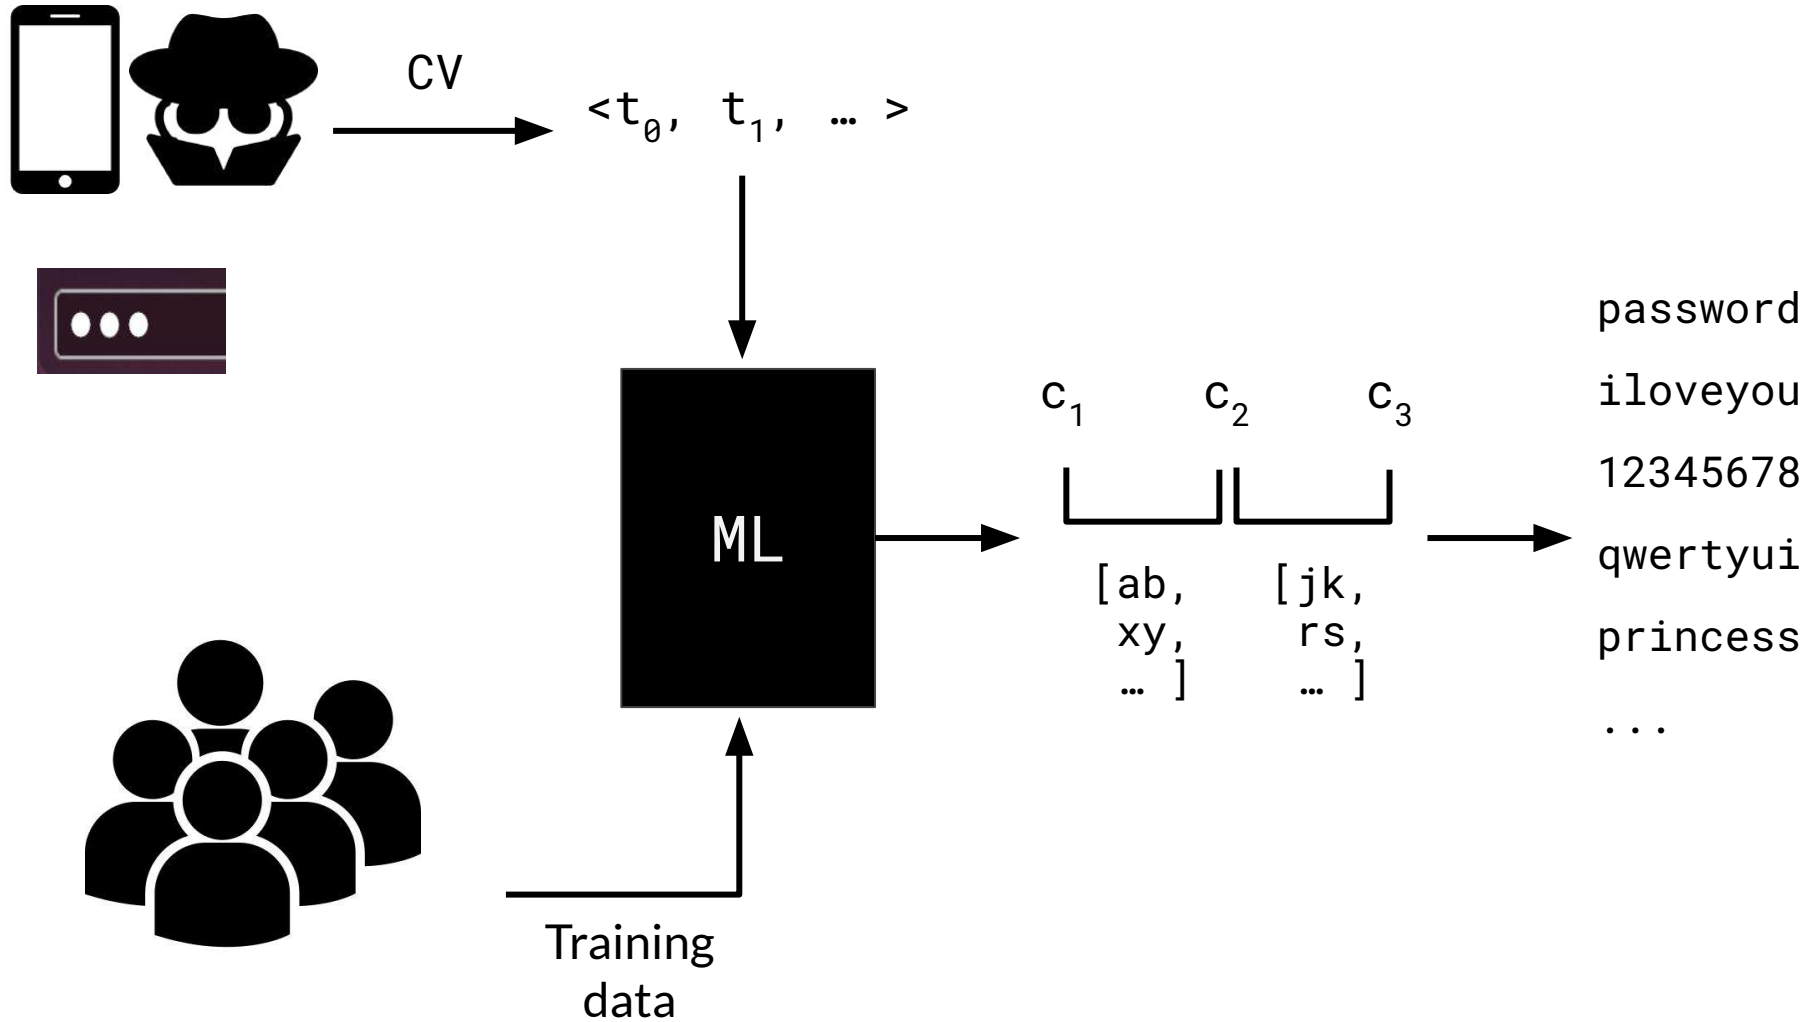 CV
<t0, t1, … >
ML
c1 c2 c3
[ab,
xy,
… ]
[jk,
rs,
… ]
password
iloveyou
12345678
qwertyui
princess
...
Training
data